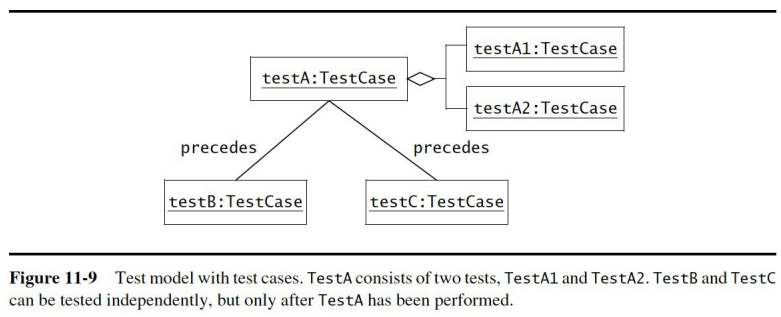 testA1:TestCase
testA:TestCase
testA2:TestCase
precedes precedes
testB:TestCase testC:TestCase
Figure 11-9 Test model with test cases. TestA consists of two tests, TestA1 and TestA2. TestB and TestC
can be tested independently, but only after TestA has been performed.